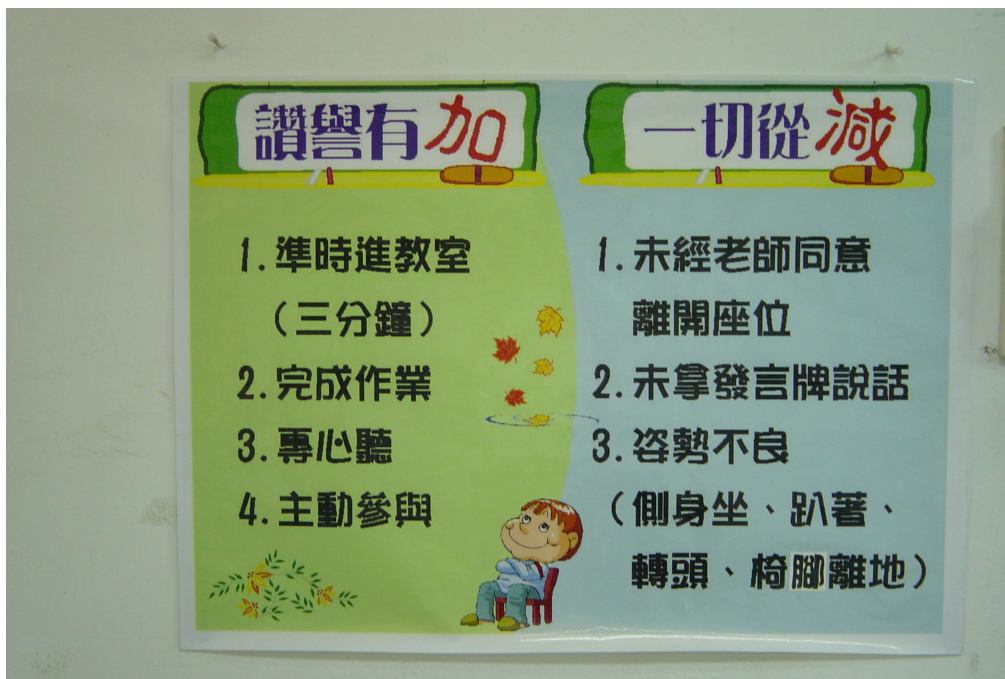 讚譽有加
1.準時進教室
（三分鐘）
2.完成作業
3.專心聽
4.主動參與
一切從減
1.未經老師同意
離開座位
2.未拿發言牌說話
3.姿勢不良
（側身坐、趴著、
轉頭、椅腳離地）